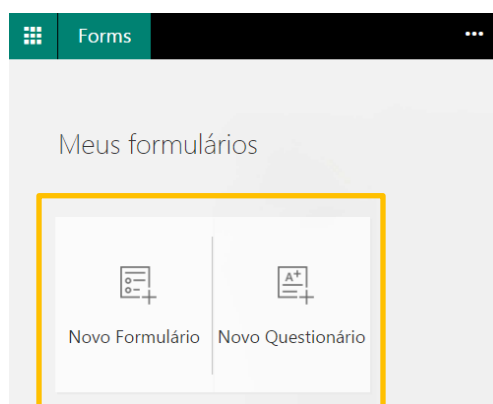 Forms
Meus formulários
A+
Novo Formulário
Novo Questionário